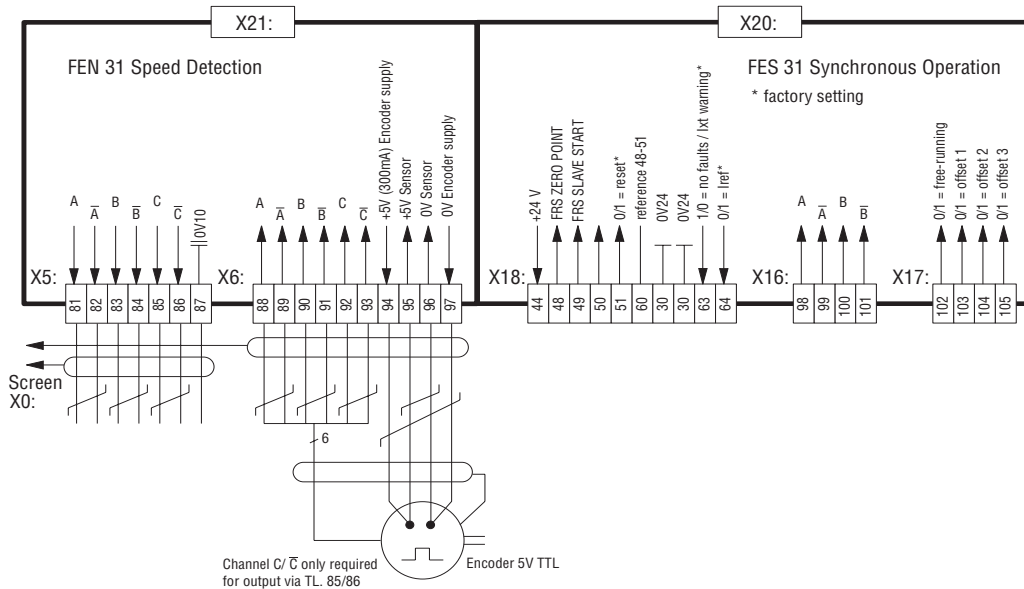 X21:
X20:
FEN 31 Speed Detection
FES 31 Synchronous Operation
* factory setting
A
A̅
B
B̅
C
C̅
0V10
A
A̅
B
B̅
C
C̅
+5V (300mA) Encoder supply
+5V Sensor
0V Sensor
0V Encoder supply
+24 V
FRS ZERO POINT
FRS SLAVE START
0/1 = reset*
reference 48-51
0V24
0V24
1/0 = no faults / Ixt warning*
0/1 = Iref*
A
A̅
B
B̅
0/1 = free-running
0/1 = offset 1
0/1 = offset 2
0/1 = offset 3
X5:
X6:
X18:
X16:
X17:
81 82 83 84 85 86 87
88 89 90 91 92 93 94 95 96 97
44 48 49 50 51 60 30 30 63 64
98 99 100 101
102 103 104 105
Screen
X0:
6
Channel C/ C̅ only required
for output via TL. 85/86
Encoder 5V TTL